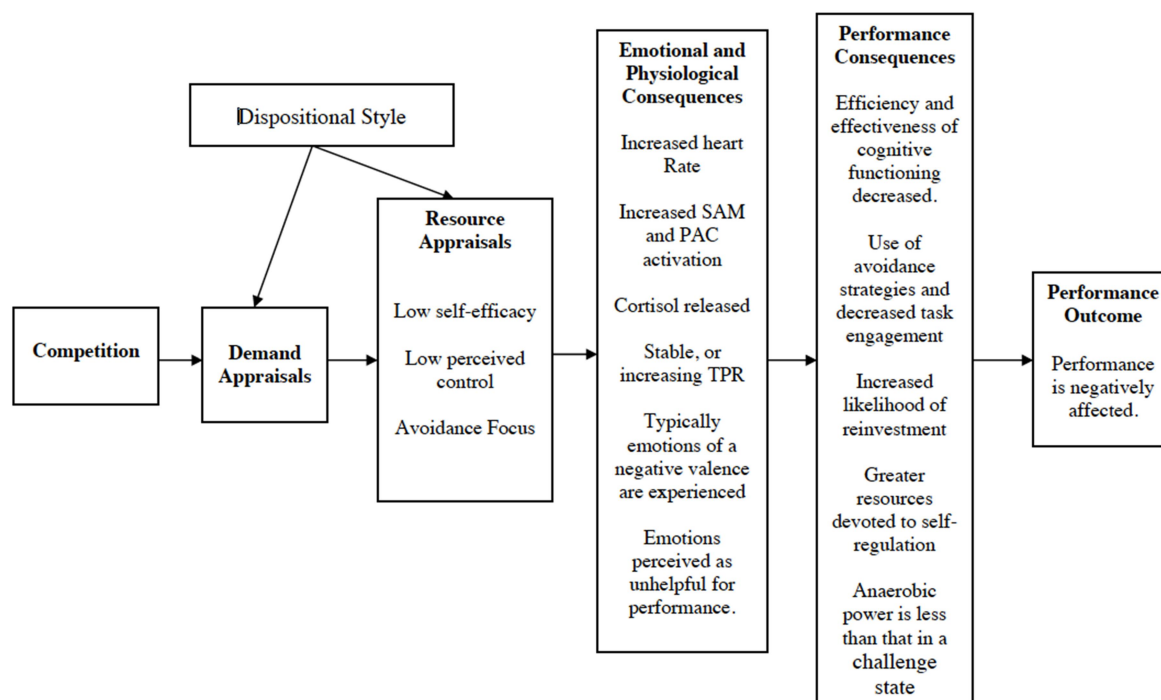 Dispositional Style
Competition
Demand
Appraisals
Resource
Appraisals
Low self-efficacy
Low perceived
control
Avoidance Focus
Emotional and
Physiological
Consequences
Increased heart
Rate
Increased SAM
and PAC
activation
Cortisol released
Stable, or
increasing TPR
Typically
emotions of a
negative valence
are experienced
Emotions
perceived as
unhelpful for
performance.
Performance
Consequences
Efficiency and
effectiveness of
cognitive
functioning
decreased.
Use of
avoidance
strategies and
decreased task
engagement
Increased
likelihood of
reinvestment
Greater
resources
devoted to self-
regulation
Anaerobic
power is less
than that in a
challenge
state
Performance
Outcome
Performance
is negatively
affected.